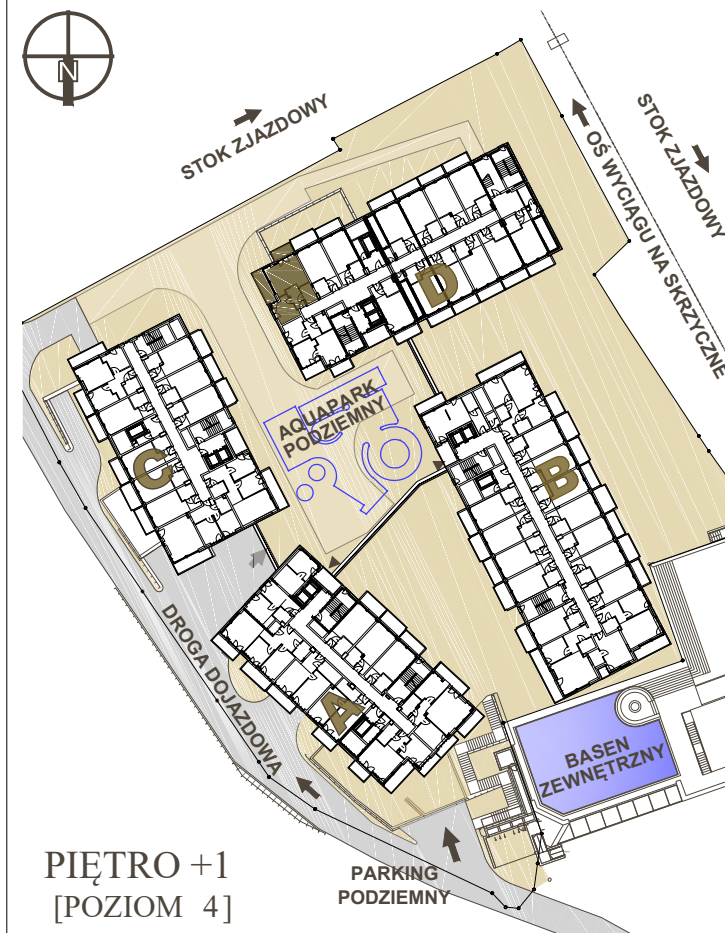 N
STOK ZJAZDOWY
STOK ZJAZDOWY
OŚ WYCIĄGU NA SKRZYCZNE
D
AQUAPARK
PODZIEMNY
C
B
DROGA DOJAZDOWA
A
BASEN
ZEWNĘTRZNY
PIĘTRO +1
[POZIOM 4]
PARKING
PODZIEMNY